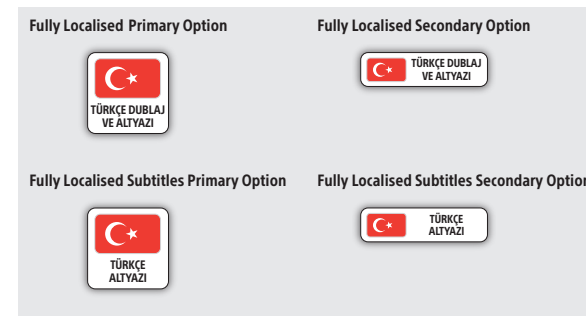 Fully Localised Primary Option
Fully Localised Secondary Option
TÜRKÇE DUBLAJ
VE ALTYAZI
TÜRKÇE DUBLAJ
VE ALTYAZI
Fully Localised Subtitles Primary Option
Fully Localised Subtitles Secondary Option
TÜRKÇE
ALTYAZI
TÜRKÇE
ALTYAZI